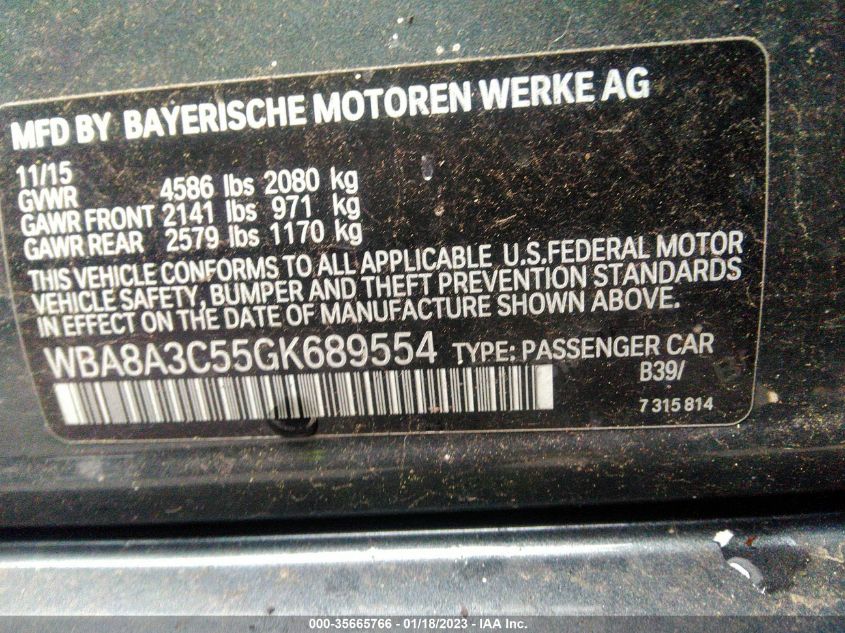 MFD BY BAYERISCHE MOTOREN WERKE AG
11/15
GVWR 4586 lbs 2080 kg
GAWR FRONT 2141 lbs 971 kg
GAWR REAR 2579 lbs 1170 kg
THIS VEHICLE CONFORMS TO ALL APPLICABLE U.S.FEDERAL MOTOR
VEHICLE SAFETY, BUMPER AND THEFT PREVENTION STANDARDS
IN EFFECT ON THE DATE OF MANUFACTURE SHOWN ABOVE.
WBA8A3C55GK689554 TYPE: PASSENGER CAR
B39/
7 315 814
000-35665766 | 01/18/2023 | IAA Inc.